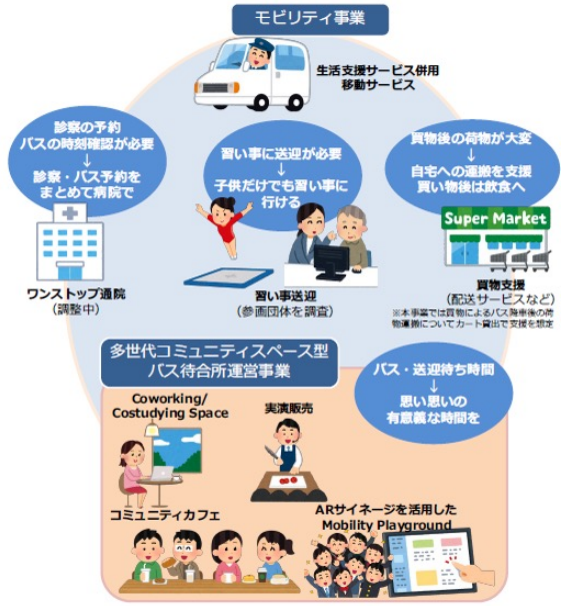 モビリティ事業
生活支援サービス併用
移動サービス
診察の予約
バスの時刻確認が必要
↓
診察・バス予約を
まとめて病院で
習い事に送迎が必要
↓
子供だけでも習い事に
行ける
買物後の荷物が大変
↓
自宅への運搬を支援
買い物後は飲食へ
Super Market
ワンストップ通院
(調整中)
習い事送迎
(参画団体を調査)
買物支援
(配送サービスなど)
※本事業では買物によるバス降車後の荷
物運搬についてカート貸出で支援を想定
多世代コミュニティスペース型
バス待合所運営事業
バス・送迎待ち時間
↓
思い思いの
有意義な時間を
Coworking/
Costudying Space
実演販売
コミュニティカフェ
ARサイネージを活用した
Mobility Playground